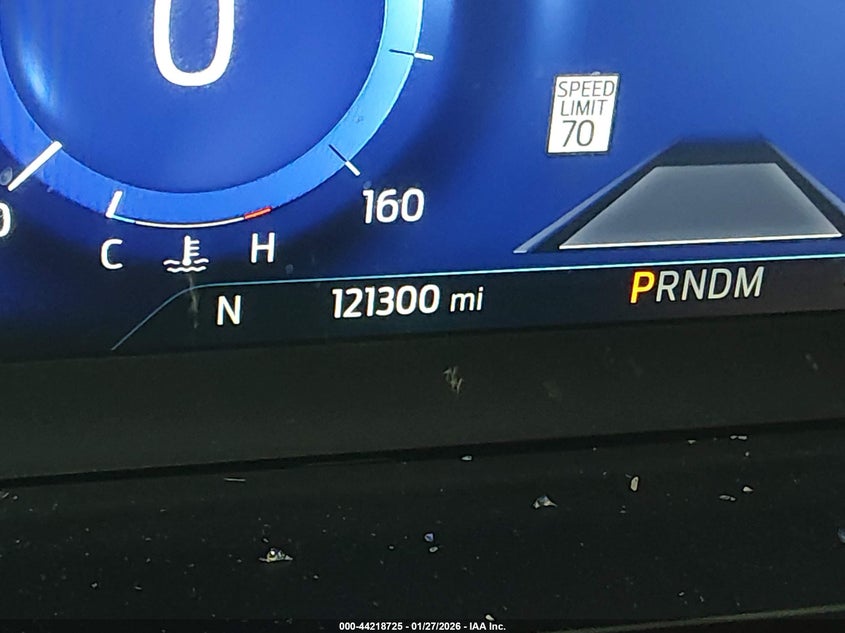 0
SPEED
LIMIT
70
0
160
C
H
N
121300 mi
PRNDM
000-44218725 - 01/27/2026 - IAA Inc.